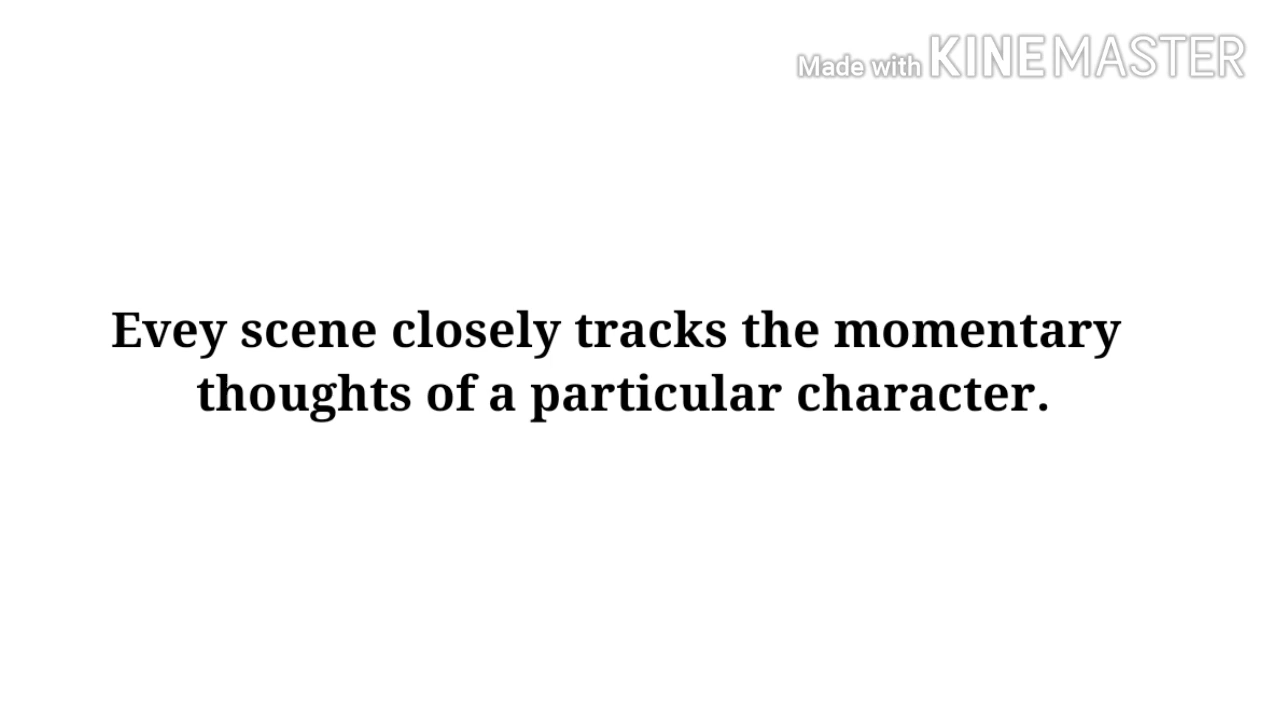 Made with KINEMASTER
Evey scene closely tracks the momentary
thoughts of a particular character.